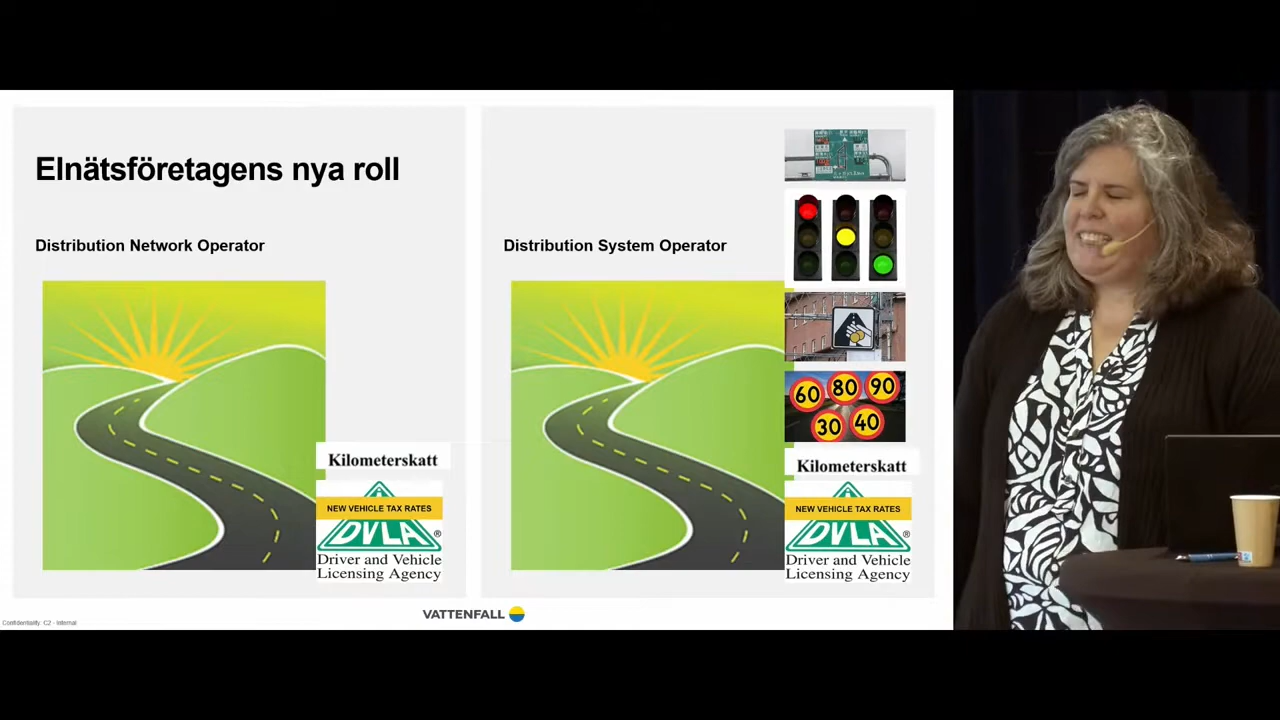 Elnätsföretagens nya roll
Distribution Network Operator
Kilometerskatt
NEW VEHICLE TAX RATES
DVLA®
Driver and Vehicle
Licensing Agency
Distribution System Operator
60 80 90
30 40
Kilometerskatt
NEW VEHICLE TAX RATES
DVLA®
Driver and Vehicle
Licensing Agency
VATTENFALL
Confidentiality: C2 - Internal